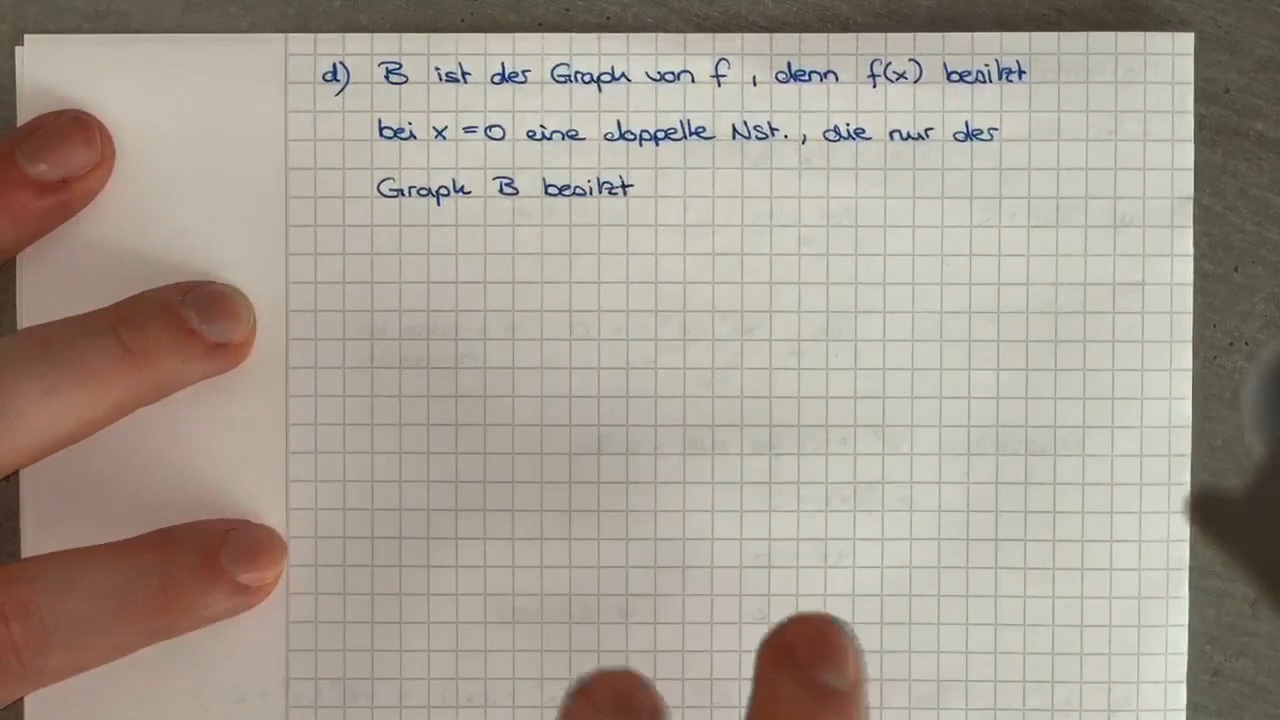 d) B ist der Graph von f, denn f(x) besitzt
bei x = 0 eine doppelte Nst., die nur der
Graph B besitzt